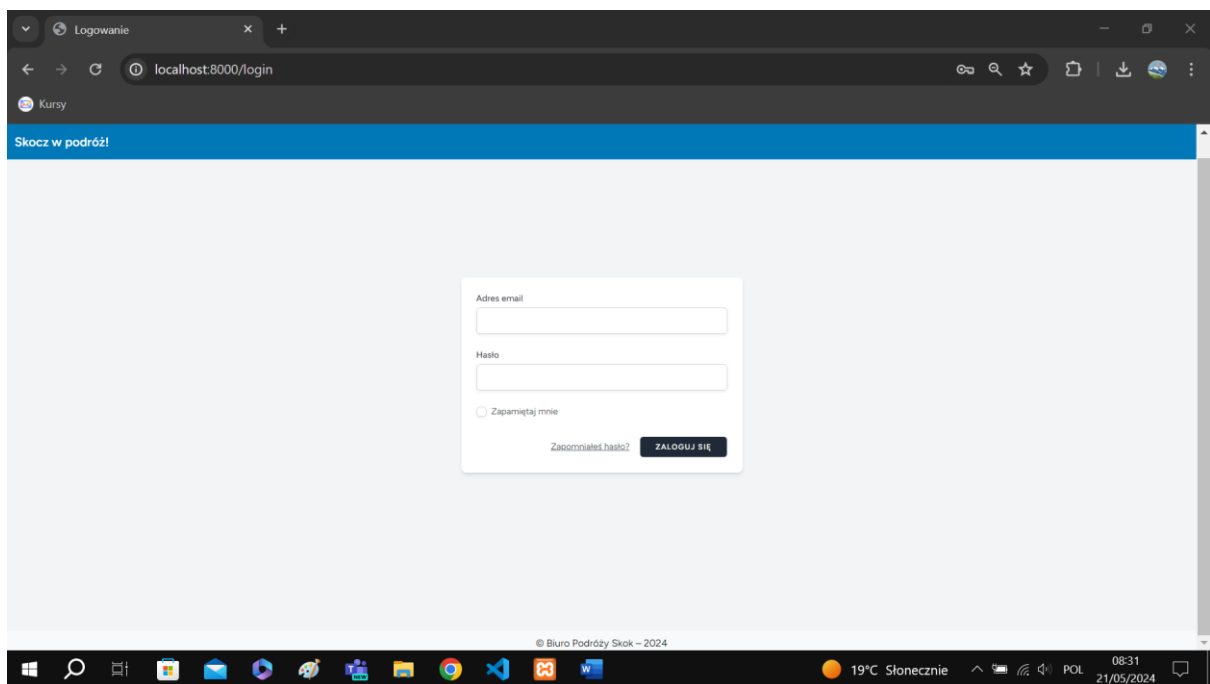 Logowanie
localhost:8000/login
Kursy
Skocz w podróż!
Adres email
Hasło
Zapamiętaj mnie
Zapomniałeś hasło? ZALOGUJ SIĘ
© Biuro Podróży Skok – 2024
19°C Słonecznie POL 08:31
21/05/2024
NEW